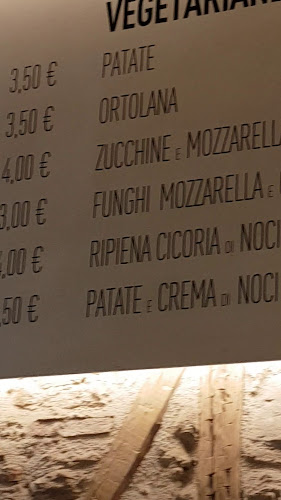 VEGETARIANE
3,50 € PATATE
3,50 € ORTOLANA
4,00 € ZUCCHINE E MOZZARELLA
3,00 € FUNGHI MOZZARELLA E
4,00 € RIPIENA CICORIA DI NOCI
,50 € PATATE E CREMA DI NOCI